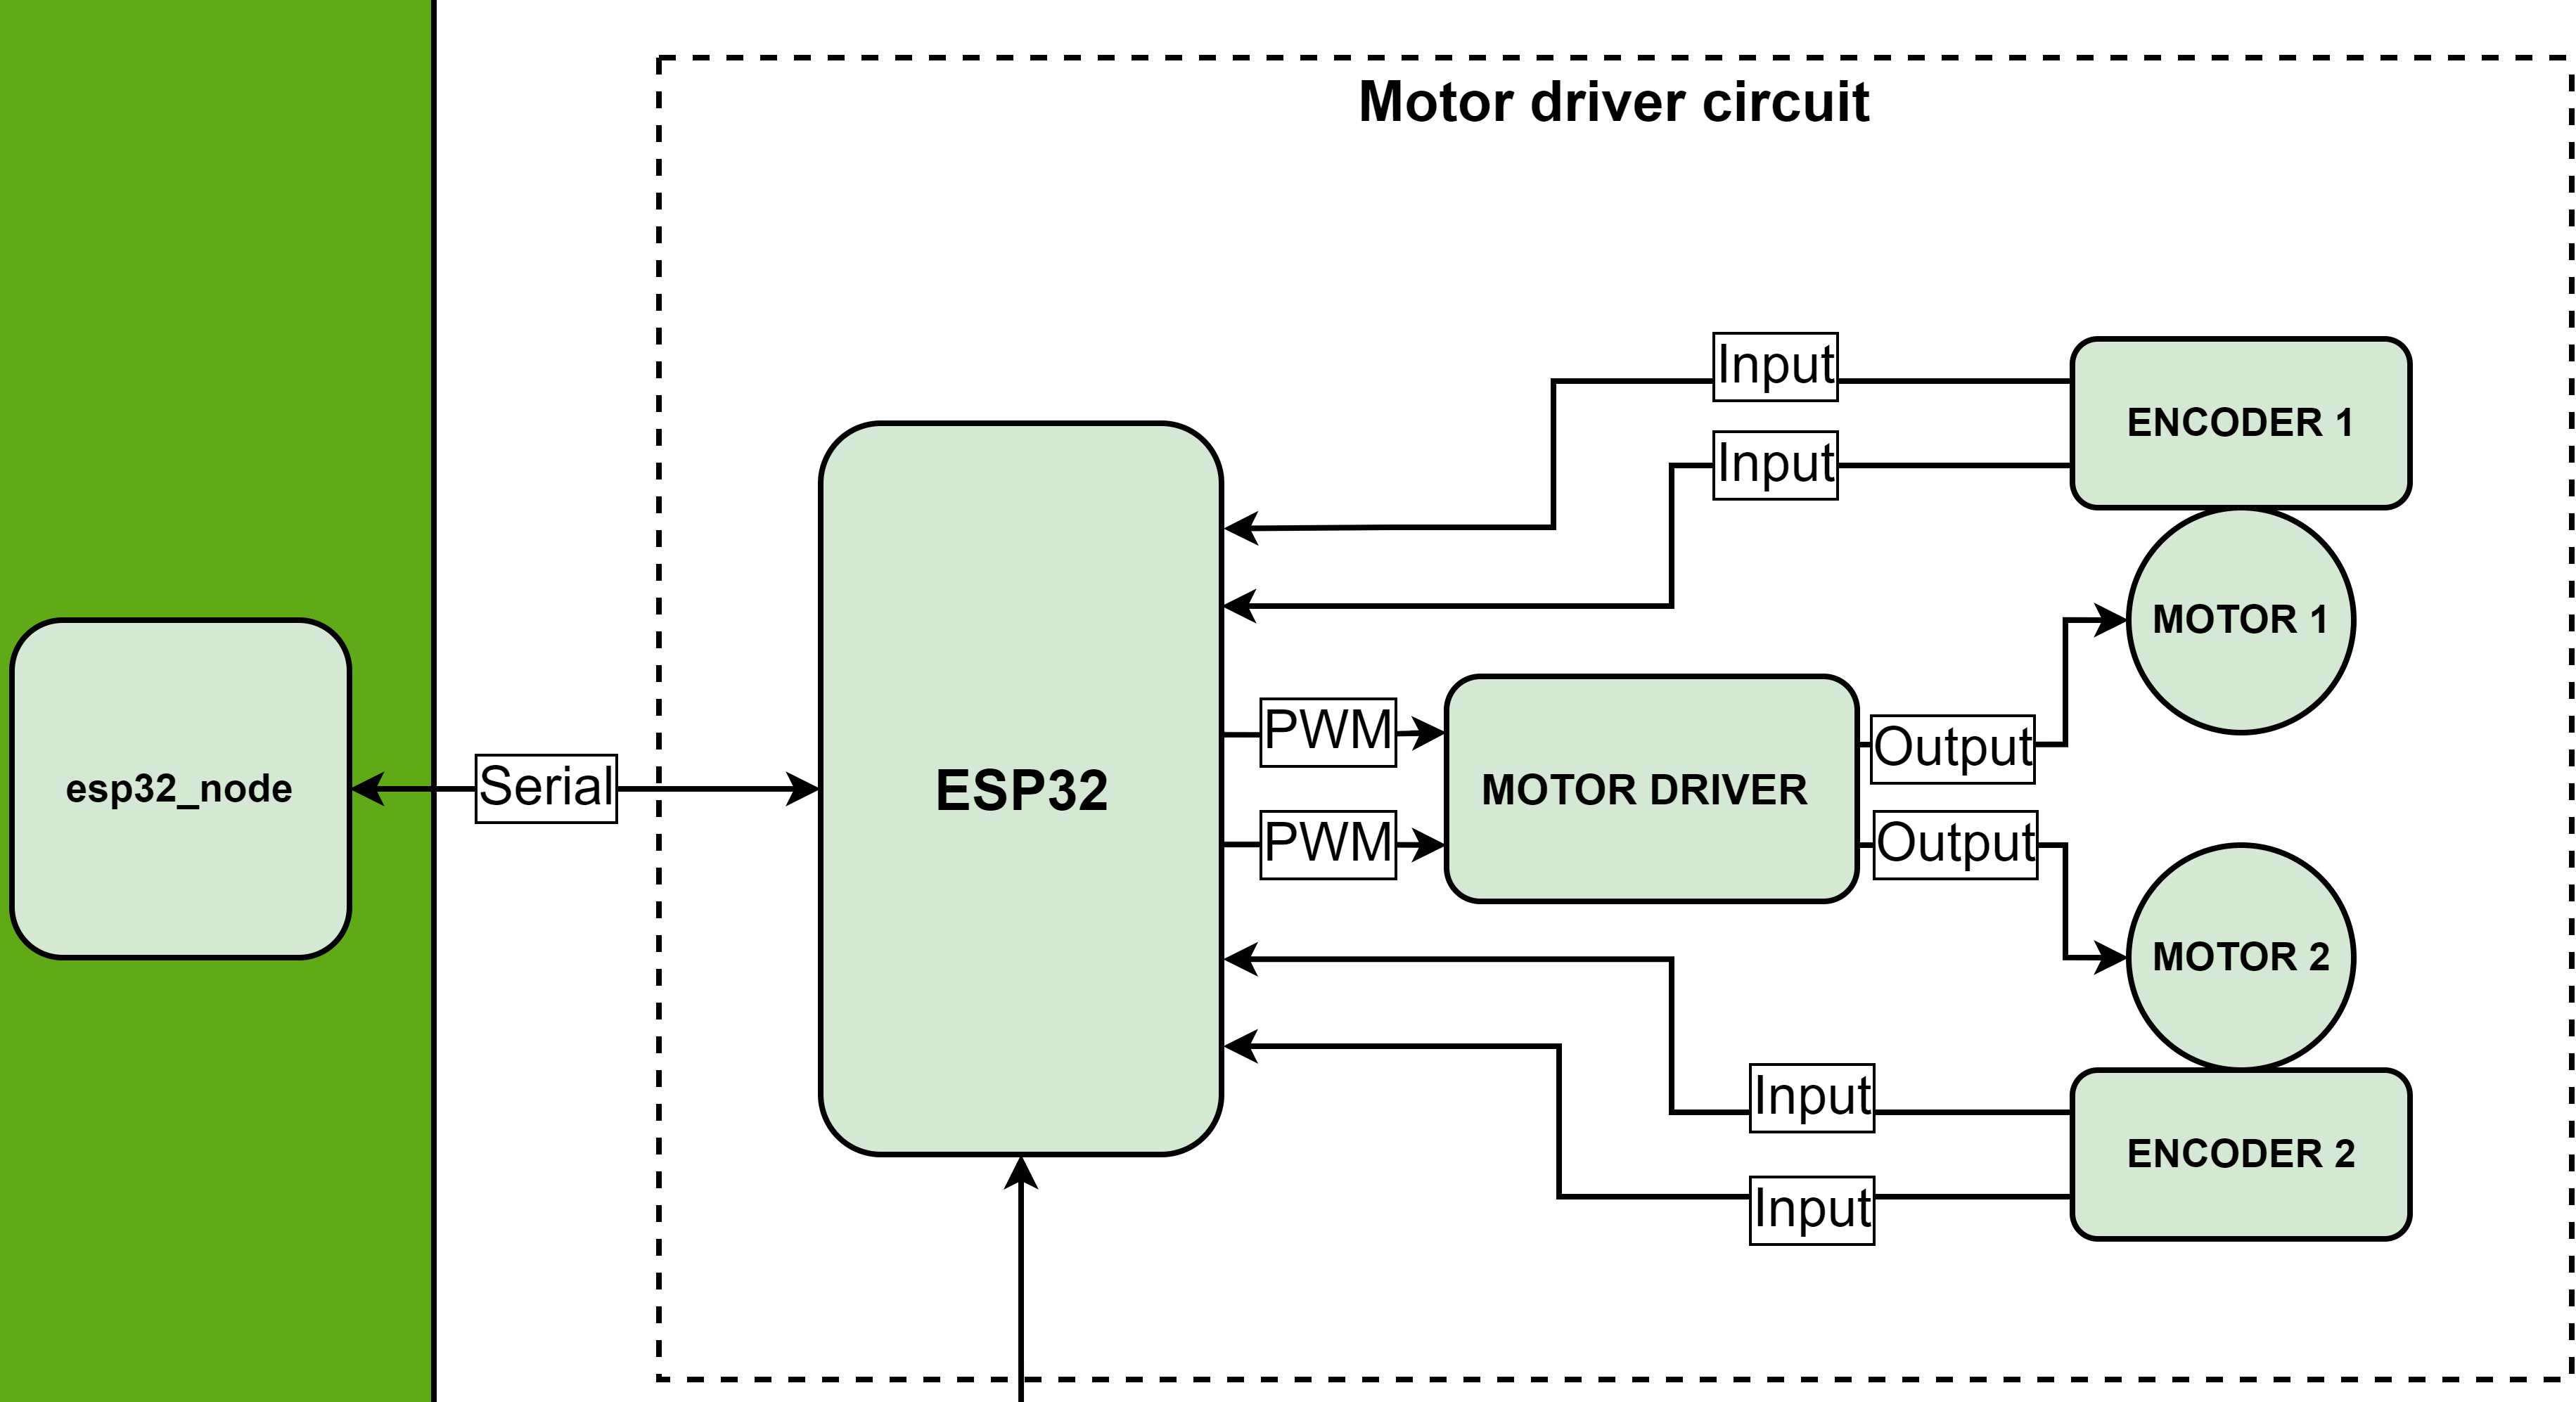 Motor driver circuit
Input
ENCODER 1
Input
MOTOR 1
PWM
Output
esp32_node
Serial
ESP32
MOTOR DRIVER
PWM
Output
MOTOR 2
Input
ENCODER 2
Input